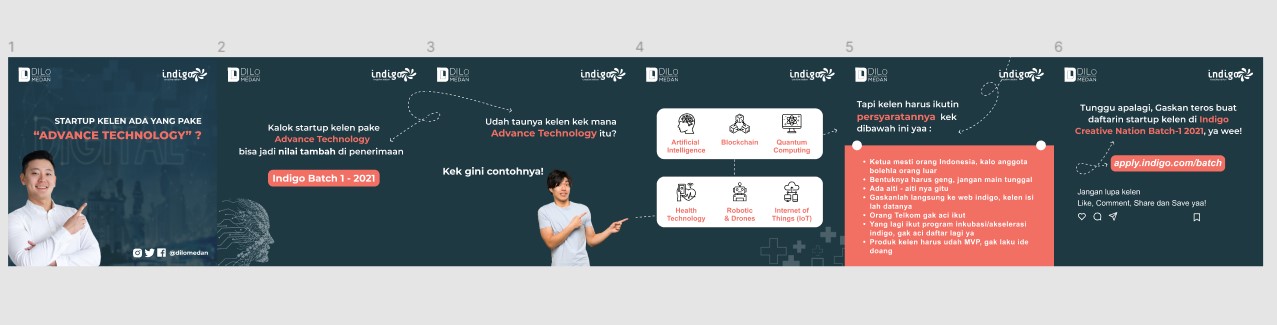 1
DILO
MEDAN
indigo
STARTUP KELEN ADA YANG PAKE
“ADVANCE TECHNOLOGY” ?
DIGITAL
@dilomedan
2
DILO
MEDAN
indigo
Kalok startup kelen pake
Advance Technology
bisa jadi nilai tambah di penerimaan
Indigo Batch 1 - 2021
3
DILO
MEDAN
indigo
Udah taunya kelen kek mana
Advance Technology itu?
Kek gini contohnya!
4
DILO
MEDAN
indigo
Artificial
Intelligence
Blockchain
Quantum
Computing
Health
Technology
Robotic
& Drones
Internet of
Things (IoT)
5
DILO
MEDAN
indigo
Tapi kelen harus ikutin
persyaratannya kek
dibawah ini yaa :
• Ketua mesti orang Indonesia, kalo anggota
bolehla orang luar
• Bentuknya harus geng, jangan main tunggal
• Ada aiti - aiti nya gitu
• Gaskanlah langsung ke web indigo, kelen isi
lah datanya
• Orang Telkom gak aci ikut
• Yang lagi ikut program inkubasi/akselerasi
indigo, gak aci daftar lagi ya
• Produk kelen harus udah MVP, gak laku ide
doang
6
DILO
MEDAN
indigo
Tunggu apalagi, Gaskan teros buat
daftarin startup kelen di Indigo
Creative Nation Batch-1 2021, ya wee!
apply.indigo.com/batch
Jangan lupa kelen
Like, Comment, Share dan Save yaa!